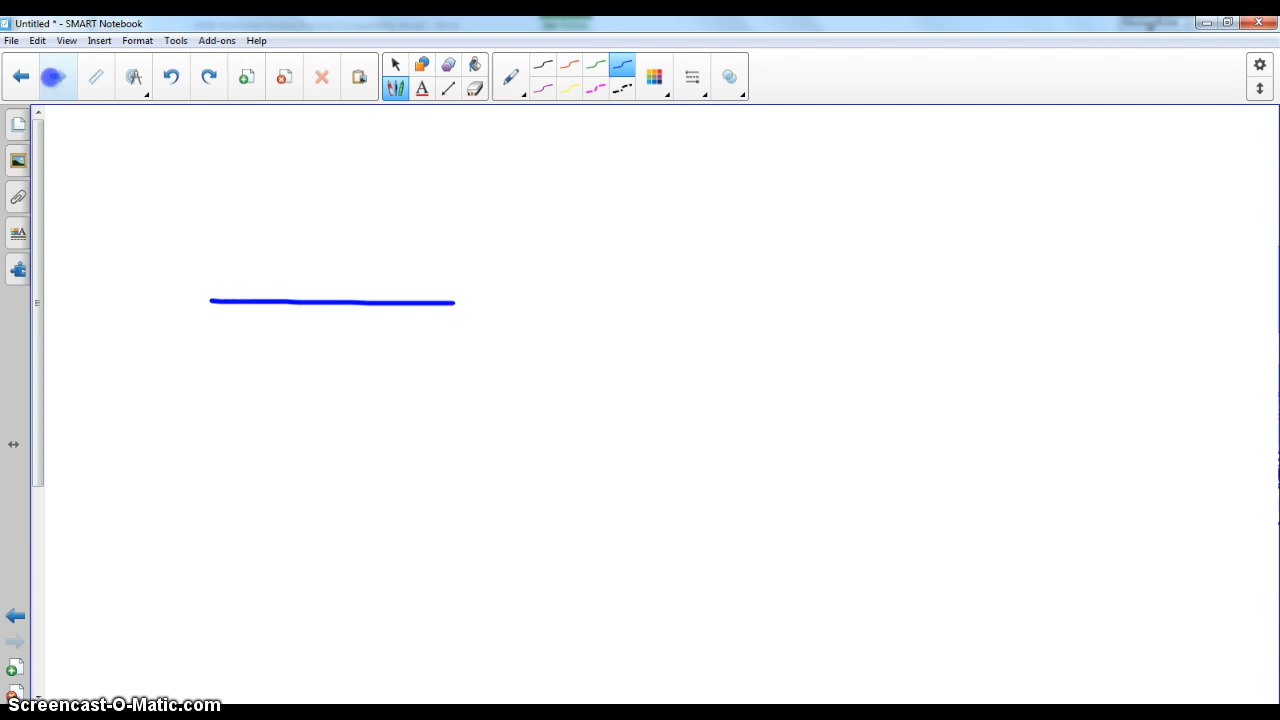 Untitled * - SMART Notebook
File Edit View Insert Format Tools Add-ons Help
Screencast-O-Matic.com